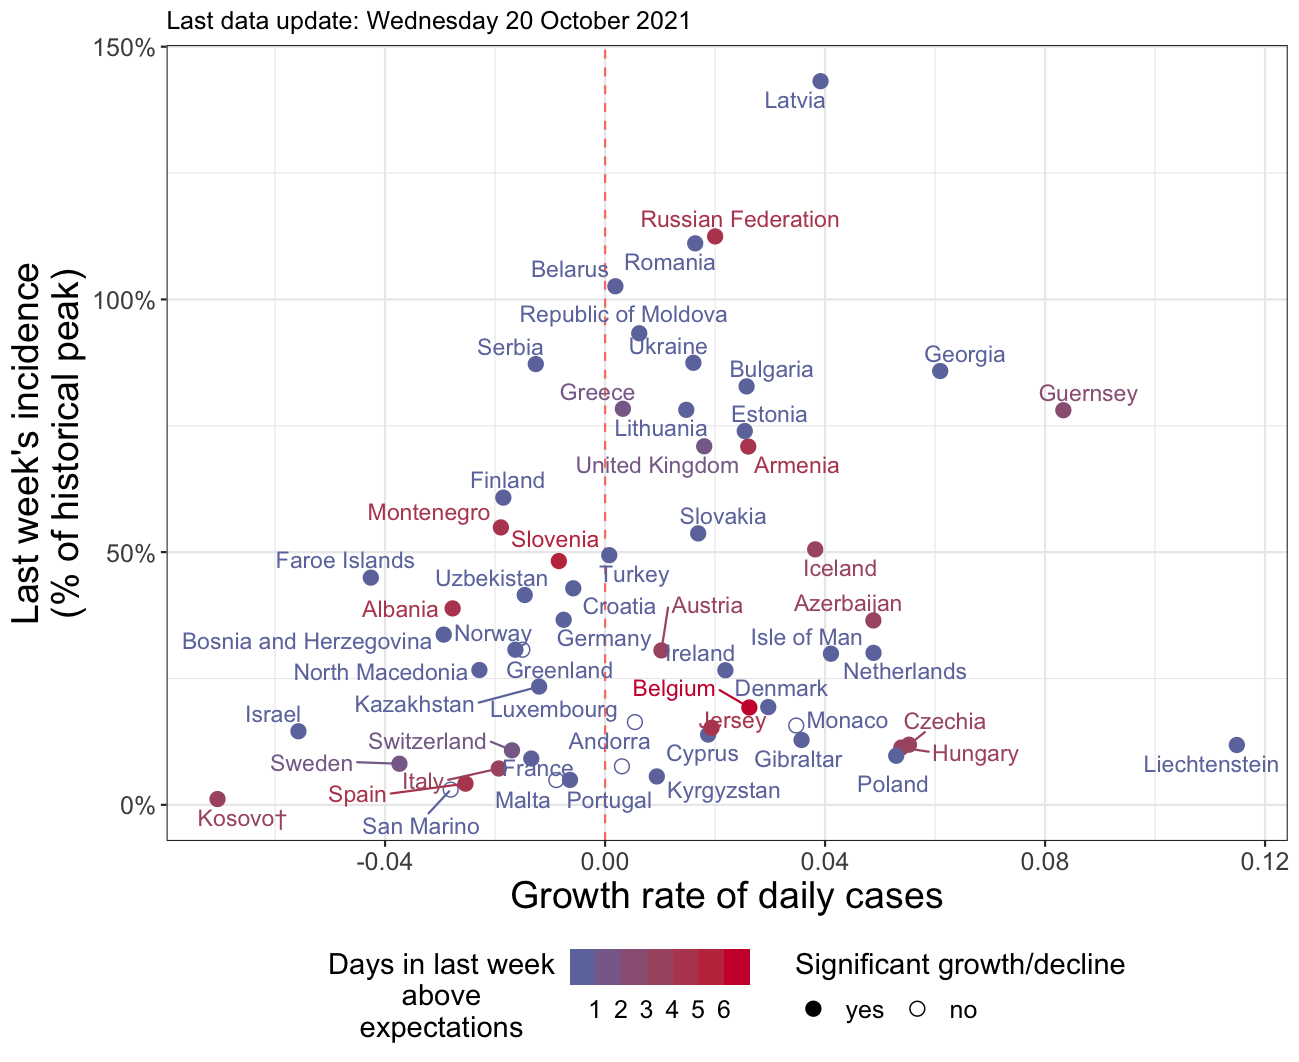 Last data update: Wednesday 20 October 2021
150%
Latvia
Russian Federation
Romania
Belarus
100%
Republic of Moldova
Ukraine
Serbia
Georgia
Bulgaria
Greece
Guernsey
Lithuania
Estonia
United Kingdom
Armenia
Finland
Montenegro
Slovakia
Slovenia
50%
Faroe Islands
Turkey
Iceland
Uzbekistan
Albania
Croatia
Austria
Azerbaijan
Bosnia and Herzegovina
Norway
Germany
Isle of Man
Ireland
North Macedonia
Greenland
Netherlands
Kazakhstan
Belgium
Denmark
Luxembourg
Israel
Jersey
Monaco
Czechia
Switzerland
Andorra
Cyprus
Gibraltar
Hungary
Sweden
France
Liechtenstein
Italy
Poland
Spain
Malta
Portugal
Kyrgyzstan
0%
Kosovo†
San Marino
Last week's incidence
(% of historical peak)
-0.04
0.00
0.04
0.08
0.12
Growth rate of daily cases
Days in last week
above
expectations
1 2 3 4 5 6
Significant growth/decline
yes
no